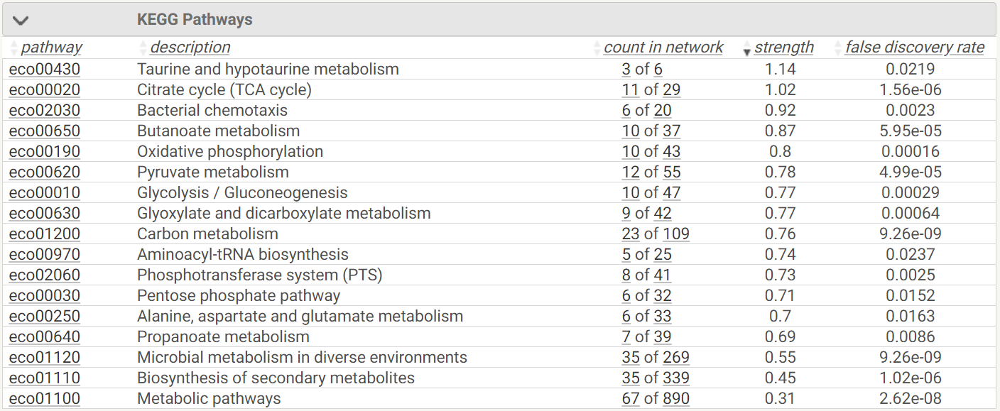 KEGG Pathways
pathway description count in network strength false discovery rate
eco00430 Taurine and hypotaurine metabolism 3 of 6 1.14 0.0219
eco00020 Citrate cycle (TCA cycle) 11 of 29 1.02 1.56e-06
eco02030 Bacterial chemotaxis 6 of 20 0.92 0.0023
eco00650 Butanoate metabolism 10 of 37 0.87 5.95e-05
eco00190 Oxidative phosphorylation 10 of 43 0.8 0.00016
eco00620 Pyruvate metabolism 12 of 55 0.78 4.99e-05
eco00010 Glycolysis / Gluconeogenesis 10 of 47 0.77 0.00029
eco00630 Glyoxylate and dicarboxylate metabolism 9 of 42 0.77 0.00064
eco01200 Carbon metabolism 23 of 109 0.76 9.26e-09
eco00970 Aminoacyl-tRNA biosynthesis 5 of 25 0.74 0.0237
eco02060 Phosphotransferase system (PTS) 8 of 41 0.73 0.0025
eco00030 Pentose phosphate pathway 6 of 32 0.71 0.0152
eco00250 Alanine, aspartate and glutamate metabolism 6 of 33 0.7 0.0163
eco00640 Propanoate metabolism 7 of 39 0.69 0.0086
eco01120 Microbial metabolism in diverse environments 35 of 269 0.55 9.26e-09
eco01110 Biosynthesis of secondary metabolites 35 of 339 0.45 1.02e-06
eco01100 Metabolic pathways 67 of 890 0.31 2.62e-08